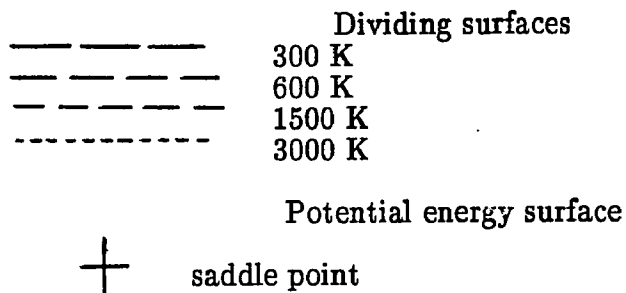 Dividing surfaces
300 K
600 K
1500 K
3000 K
Potential energy surface
saddle point